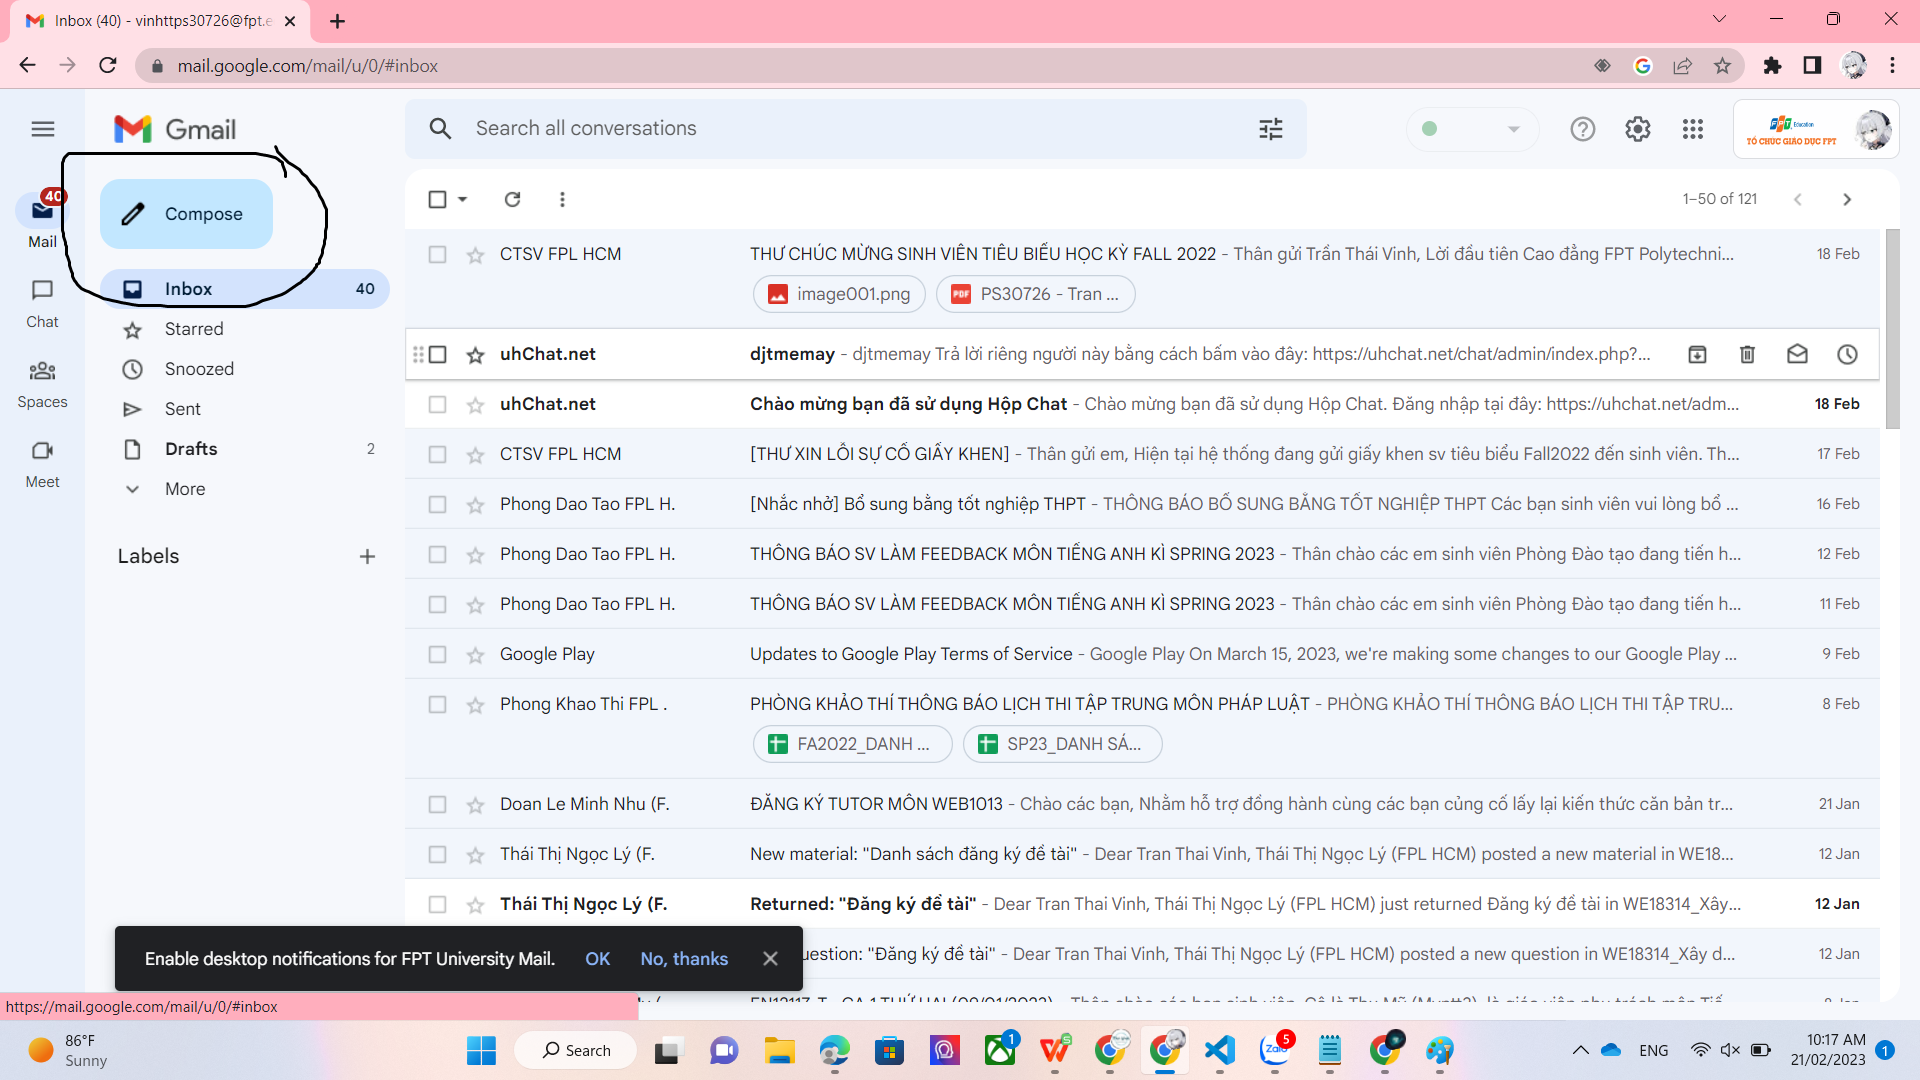 Inbox (40) - vinhttps30726@fpt.e
mail.google.com/mail/u/0/#inbox
Gmail
Search all conversations
FPT Education
TỔ CHỨC GIÁO DỤC FPT
40
Mail
Chat
Spaces
Meet
Compose
Inbox 40
Starred
Snoozed
Sent
Drafts 2
More
Labels
1–50 of 121
CTSV FPL HCM THƯ CHÚC MỪNG SINH VIÊN TIÊU BIỂU HỌC KỲ FALL 2022 - Thân gửi Trần Thái Vinh, Lời đầu tiên Cao đẳng FPT Polytechni... 18 Feb
image001.png PDF PS30726 - Tran ...
uhChat.net djtmemay - djtmemay Trả lời riêng người này bằng cách bấm vào đây: https://uhchat.net/chat/admin/index.php?...
uhChat.net Chào mừng bạn đã sử dụng Hộp Chat - Chào mừng bạn đã sử dụng Hộp Chat. Đăng nhập tại đây: https://uhchat.net/adm... 18 Feb
CTSV FPL HCM [THƯ XIN LỖI SỰ CỐ GIẤY KHEN] - Thân gửi em, Hiện tại hệ thống đang gửi giấy khen sv tiêu biểu Fall2022 đến sinh viên. Th... 17 Feb
Phong Dao Tao FPL H. [Nhắc nhở] Bổ sung bằng tốt nghiệp THPT - THÔNG BÁO BỔ SUNG BẰNG TỐT NGHIỆP THPT Các bạn sinh viên vui lòng bổ ... 16 Feb
Phong Dao Tao FPL H. THÔNG BÁO SV LÀM FEEDBACK MÔN TIẾNG ANH KÌ SPRING 2023 - Thân chào các em sinh viên Phòng Đào tạo đang tiến h... 12 Feb
Phong Dao Tao FPL H. THÔNG BÁO SV LÀM FEEDBACK MÔN TIẾNG ANH KÌ SPRING 2023 - Thân chào các em sinh viên Phòng Đào tạo đang tiến h... 11 Feb
Google Play Updates to Google Play Terms of Service - Google Play On March 15, 2023, we're making some changes to our Google Play ... 9 Feb
Phong Khao Thi FPL . PHÒNG KHẢO THÍ THÔNG BÁO LỊCH THI TẬP TRUNG MÔN PHÁP LUẬT - PHÒNG KHẢO THÍ THÔNG BÁO LỊCH THI TẬP TRU... 8 Feb
FA2022_DANH ... SP23_DANH SÁ...
Doan Le Minh Nhu (F. ĐĂNG KÝ TUTOR MÔN WEB1013 - Chào các bạn, Nhằm hỗ trợ đồng hành cùng các bạn củng cố lấy lại kiến thức căn bản tr... 21 Jan
Thái Thị Ngọc Lý (F. New material: "Danh sách đăng ký đề tài" - Dear Tran Thai Vinh, Thái Thị Ngọc Lý (FPL HCM) posted a new material in WE18... 12 Jan
Thái Thị Ngọc Lý (F. Returned: "Đăng ký đề tài" - Dear Tran Thai Vinh, Thái Thị Ngọc Lý (FPL HCM) just returned Đăng ký đề tài in WE18314_Xây... 12 Jan
uestion: "Đăng ký đề tài" - Dear Tran Thai Vinh, Thái Thị Ngọc Lý (FPL HCM) posted a new question in WE18314_Xây d... 12 Jan
Enable desktop notifications for FPT University Mail. OK No, thanks
https://mail.google.com/mail/u/0/#inbox
86°F
Sunny
Search
1
5
Zalo
ENG
10:17 AM
21/02/2023
1